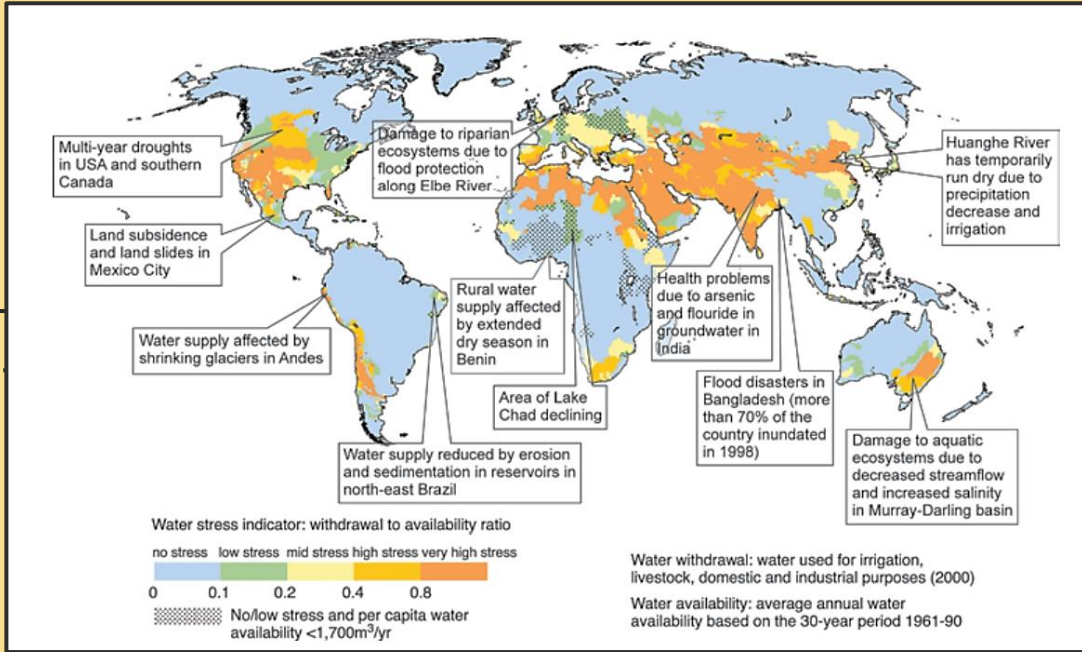 Multi-year droughts
in USA and southern
Canada
Damage to riparian
ecosystems due to
flood protection
along Elbe River
Huanghe River
has temporarily
run dry due to
precipitation
decrease and
irrigation
Land subsidence
and land slides in
Mexico City
Rural water
supply affected
by extended
dry season in
Benin
Health problems
due to arsenic
and flouride in
groundwater in
India
Water supply affected by
shrinking glaciers in Andes
Area of Lake
Chad declining
Flood disasters in
Bangladesh (more
than 70% of the
country inundated
in 1998)
Damage to aquatic
ecosystems due to
decreased streamflow
and increased salinity
in Murray-Darling basin
Water supply reduced by erosion
and sedimentation in reservoirs in
north-east Brazil
Water stress indicator: withdrawal to availability ratio
no stress low stress mid stress high stress very high stress
0 0.1 0.2 0.4 0.8
No/low stress and per capita water
availability <1,700m³/yr
Water withdrawal: water used for irrigation,
livestock, domestic and industrial purposes (2000)
Water availability: average annual water
availability based on the 30-year period 1961-90